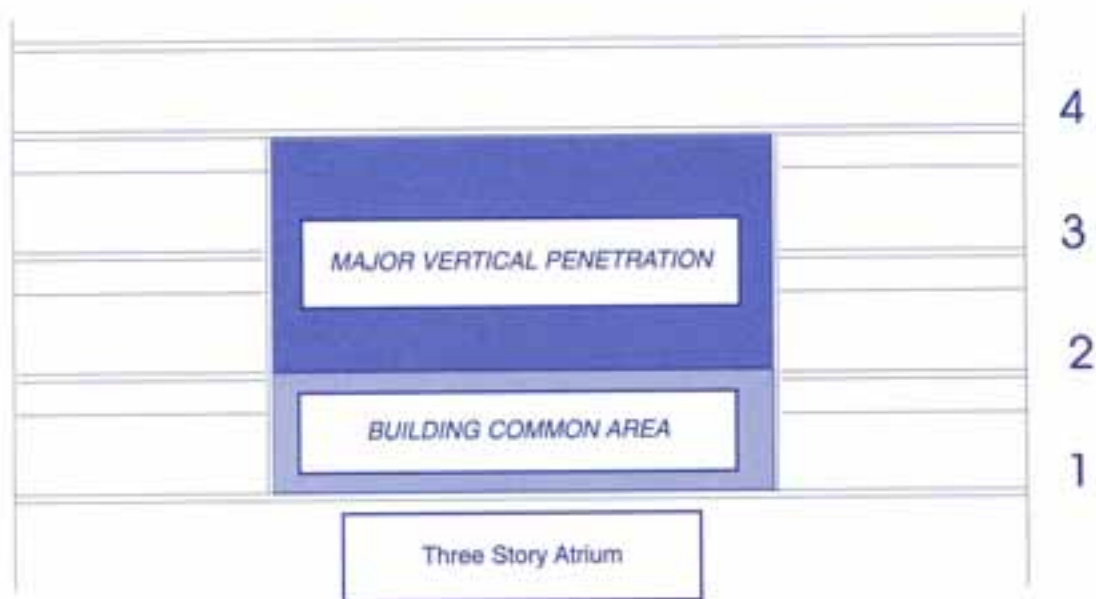 4
3
MAJOR VERTICAL PENETRATION
2
BUILDING COMMON AREA
1
Three Story Atrium